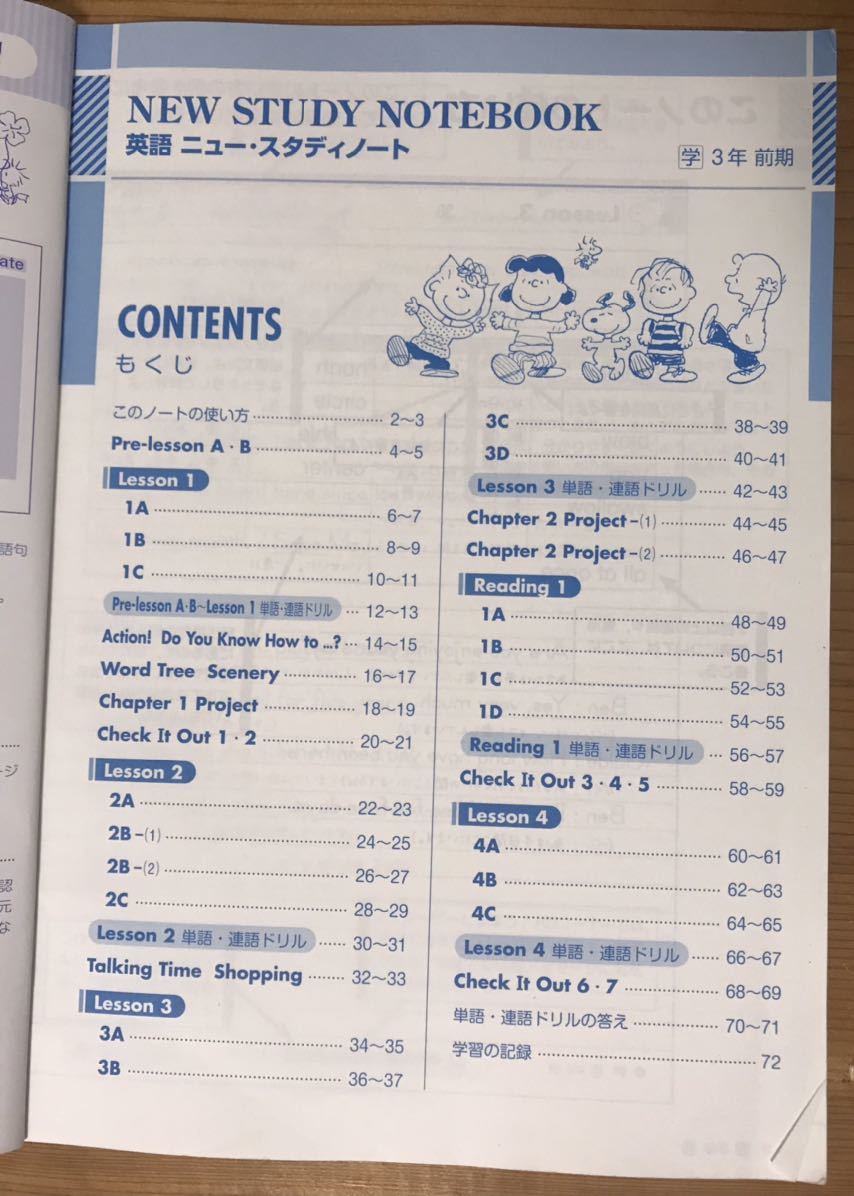 NEW STUDY NOTEBOOK
英語 ニュー・スタディノート
学 3年 前期
CONTENTS
もくじ
このノートの使い方 2〜3
Pre-lesson A・B 4〜5
Lesson 1
1A 6〜7
1B 8〜9
1C 10〜11
Pre-lesson A・B〜Lesson 1 単語・連語ドリル 12〜13
Action! Do You Know How to ...? 14〜15
Word Tree Scenery 16〜17
Chapter 1 Project 18〜19
Check It Out 1・2 20〜21
Lesson 2
2A 22〜23
2B-(1) 24〜25
2B-(2) 26〜27
2C 28〜29
Lesson 2 単語・連語ドリル 30〜31
Talking Time Shopping 32〜33
Lesson 3
3A 34〜35
3B 36〜37
3C 38〜39
3D 40〜41
Lesson 3 単語・連語ドリル 42〜43
Chapter 2 Project-(1) 44〜45
Chapter 2 Project-(2) 46〜47
Reading 1
1A 48〜49
1B 50〜51
1C 52〜53
1D 54〜55
Reading 1 単語・連語ドリル 56〜57
Check It Out 3・4・5 58〜59
Lesson 4
4A 60〜61
4B 62〜63
4C 64〜65
Lesson 4 単語・連語ドリル 66〜67
Check It Out 6・7 68〜69
単語・連語ドリルの答え 70〜71
学習の記録 72